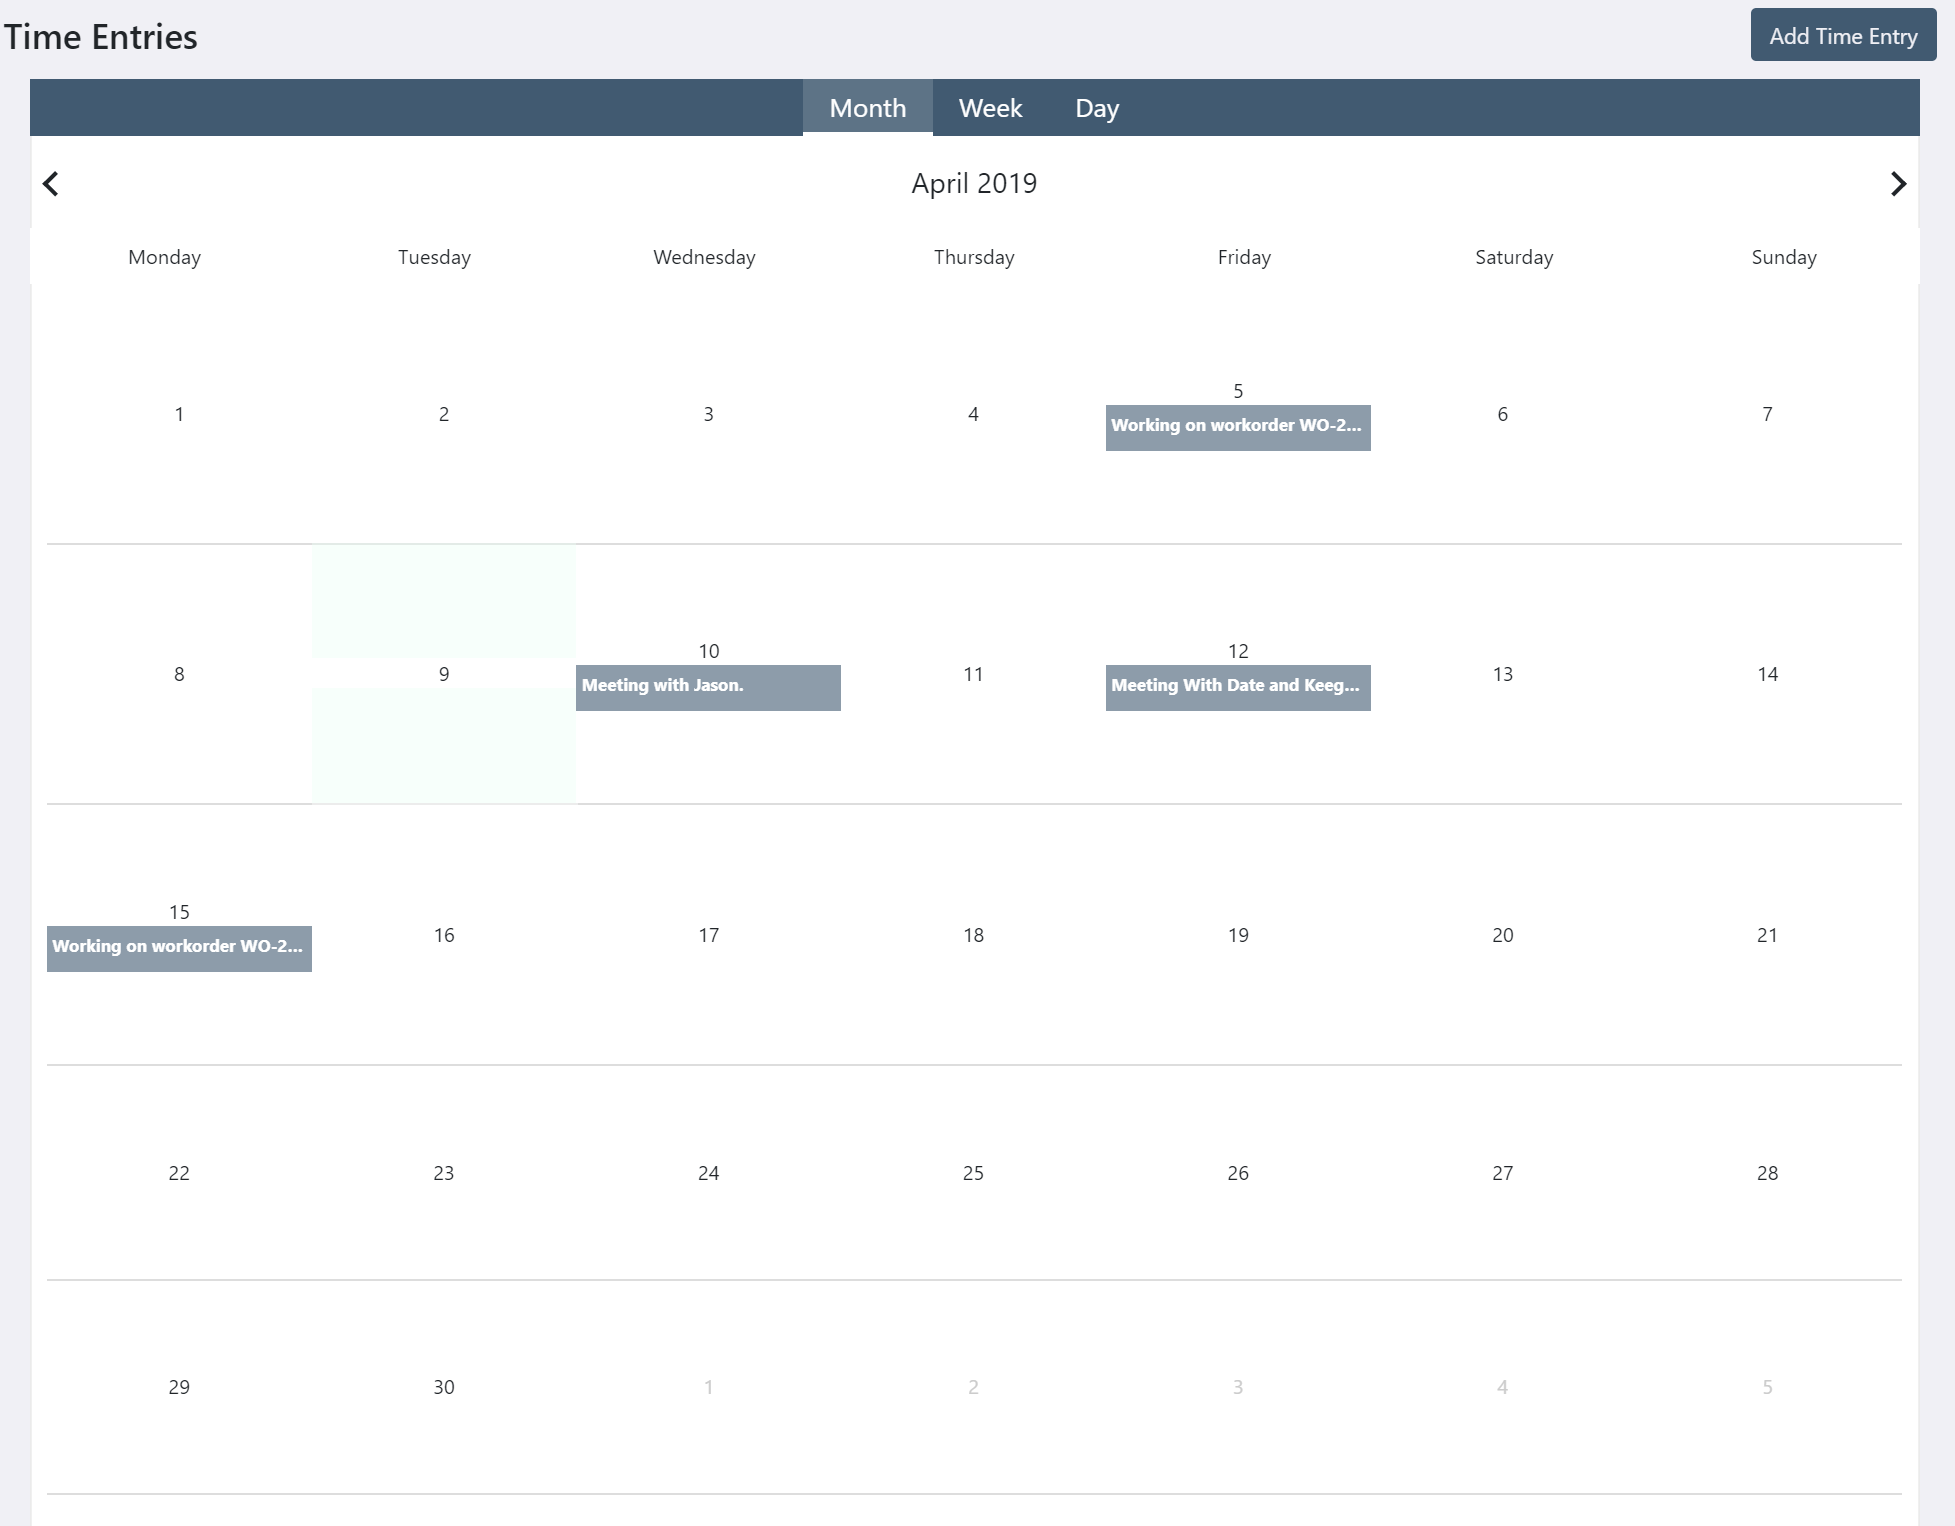 Time Entries
Add Time Entry
Month Week Day
April 2019
Monday Tuesday Wednesday Thursday Friday Saturday Sunday
1 2 3 4 5 6 7
Working on workorder WO-2...
8 9 10 11 12 13 14
Meeting with Jason. Meeting With Date and Keeg...
15 16 17 18 19 20 21
Working on workorder WO-2...
22 23 24 25 26 27 28
29 30 1 2 3 4 5